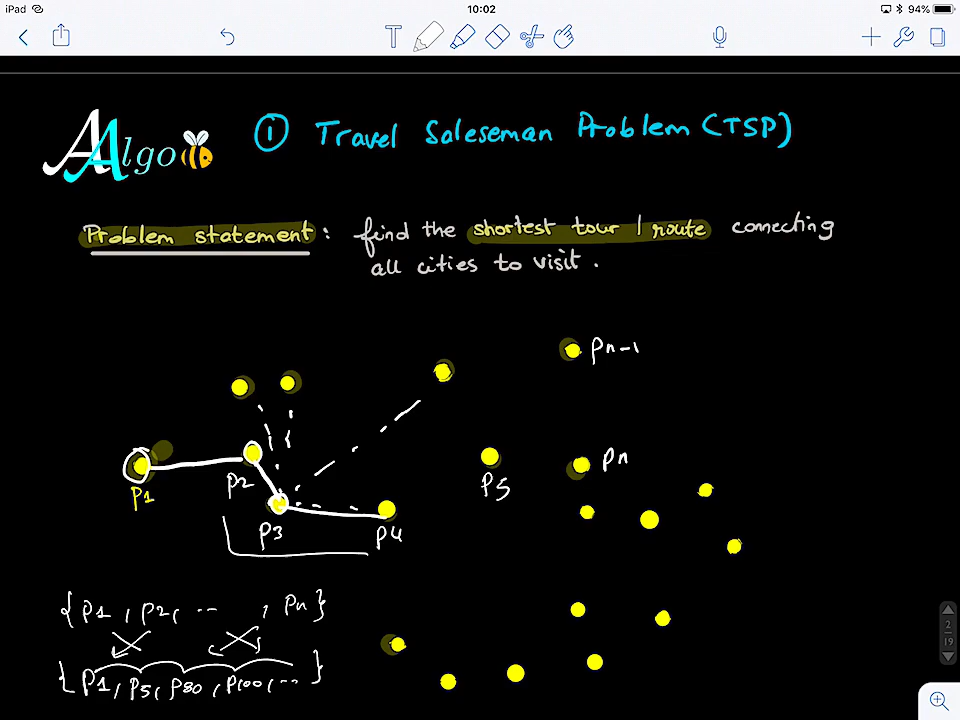 iPad 10:02 94%
T
AAlgo
① Travel Saleseman Problem (TSP)
Problem statement: find the shortest tour | route connecting
all cities to visit.
Pn-1
P1 P2 P3 P4 P5 Pn
{P1, P2, .. , Pn}
{P1, P5, P80, P100, ..}
2
19